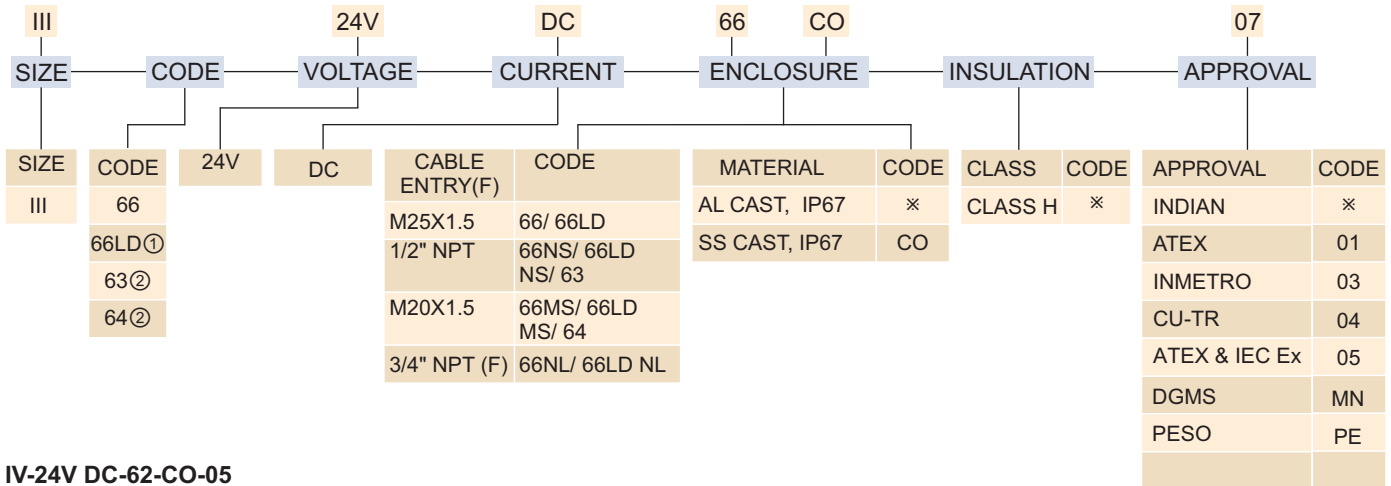 III 24V DC 66 CO 07
SIZE CODE VOLTAGE CURRENT ENCLOSURE INSULATION APPROVAL
SIZE
III
CODE
66
66LD①
63②
64②
24V
DC
CABLE ENTRY(F) CODE
M25X1.5 66/ 66LD
1/2" NPT 66NS/ 66LD
NS/ 63
M20X1.5 66MS/ 66LD
MS/ 64
3/4" NPT (F) 66NL/ 66LD NL
MATERIAL CODE
AL CAST, IP67 ※
SS CAST, IP67 CO
CLASS CODE
CLASS H ※
APPROVAL CODE
INDIAN ※
ATEX 01
INMETRO 03
CU-TR 04
ATEX & IEC Ex 05
DGMS MN
PESO PE
IV-24V DC-62-CO-05